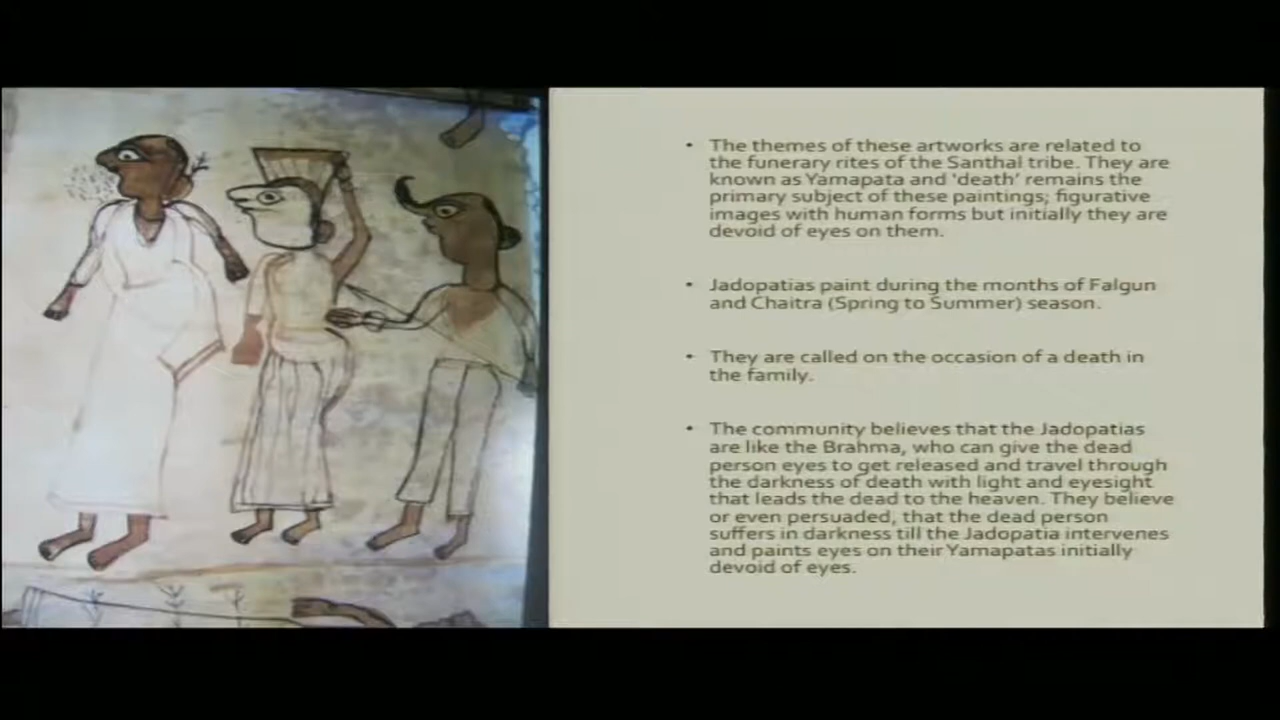 • The themes of these artworks are related to
the funerary rites of the Santhal tribe. They are
known as Yamapata and 'death' remains the
primary subject of these paintings; figurative
images with human forms but initially they are
devoid of eyes on them.
• Jadopatias paint during the months of Falgun
and Chaitra (Spring to Summer) season.
• They are called on the occasion of a death in
the family.
• The community believes that the Jadopatias
are like the Brahma, who can give the dead
person eyes to get released and travel through
the darkness of death with light and eyesight
that leads the dead to the heaven. They believe
or even persuaded, that the dead person
suffers in darkness till the Jadopatia intervenes
and paints eyes on their Yamapatas initially
devoid of eyes.